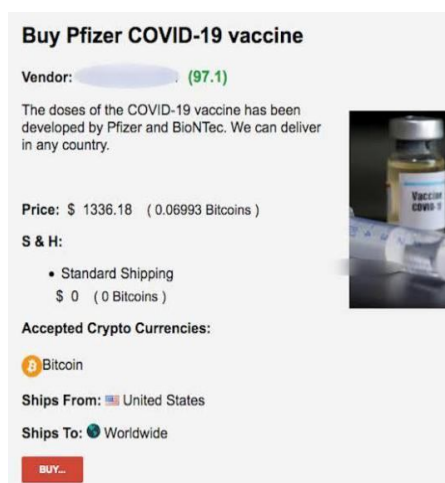 Buy Pfizer COVID-19 vaccine
Vendor: (97.1)
The doses of the COVID-19 vaccine has been
developed by Pfizer and BioNTec. We can deliver
in any country.
Price: $ 1336.18 ( 0.06993 Bitcoins )
S & H:
• Standard Shipping
$ 0 ( 0 Bitcoins )
Accepted Crypto Currencies:
Bitcoin
Ships From: United States
Ships To: Worldwide
BUY...
Vaccine
COVID-19